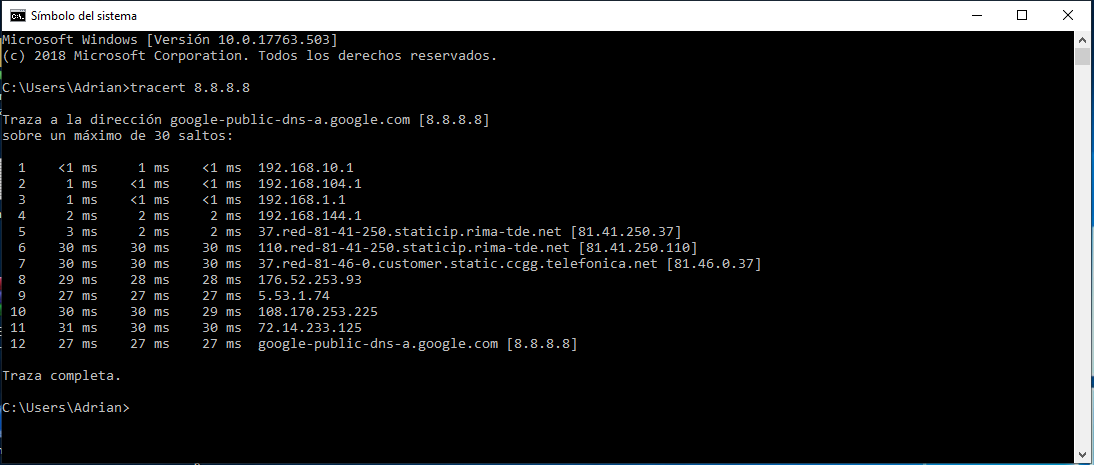 Símbolo del sistema
Microsoft Windows [Versión 10.0.17763.503]
(c) 2018 Microsoft Corporation. Todos los derechos reservados.
C:\Users\Adrian>tracert 8.8.8.8
Traza a la dirección google-public-dns-a.google.com [8.8.8.8]
sobre un máximo de 30 saltos:
1 <1 ms 1 ms <1 ms 192.168.10.1
2 1 ms <1 ms <1 ms 192.168.104.1
3 1 ms <1 ms <1 ms 192.168.1.1
4 2 ms 2 ms 2 ms 192.168.144.1
5 3 ms 2 ms 2 ms 37.red-81-41-250.staticip.rima-tde.net [81.41.250.37]
6 30 ms 30 ms 30 ms 110.red-81-41-250.staticip.rima-tde.net [81.41.250.110]
7 30 ms 30 ms 30 ms 37.red-81-46-0.customer.static.ccgg.telefonica.net [81.46.0.37]
8 29 ms 28 ms 28 ms 176.52.253.93
9 27 ms 27 ms 27 ms 5.53.1.74
10 30 ms 30 ms 29 ms 108.170.253.225
11 31 ms 30 ms 30 ms 72.14.233.125
12 27 ms 27 ms 27 ms google-public-dns-a.google.com [8.8.8.8]
Traza completa.
C:\Users\Adrian>